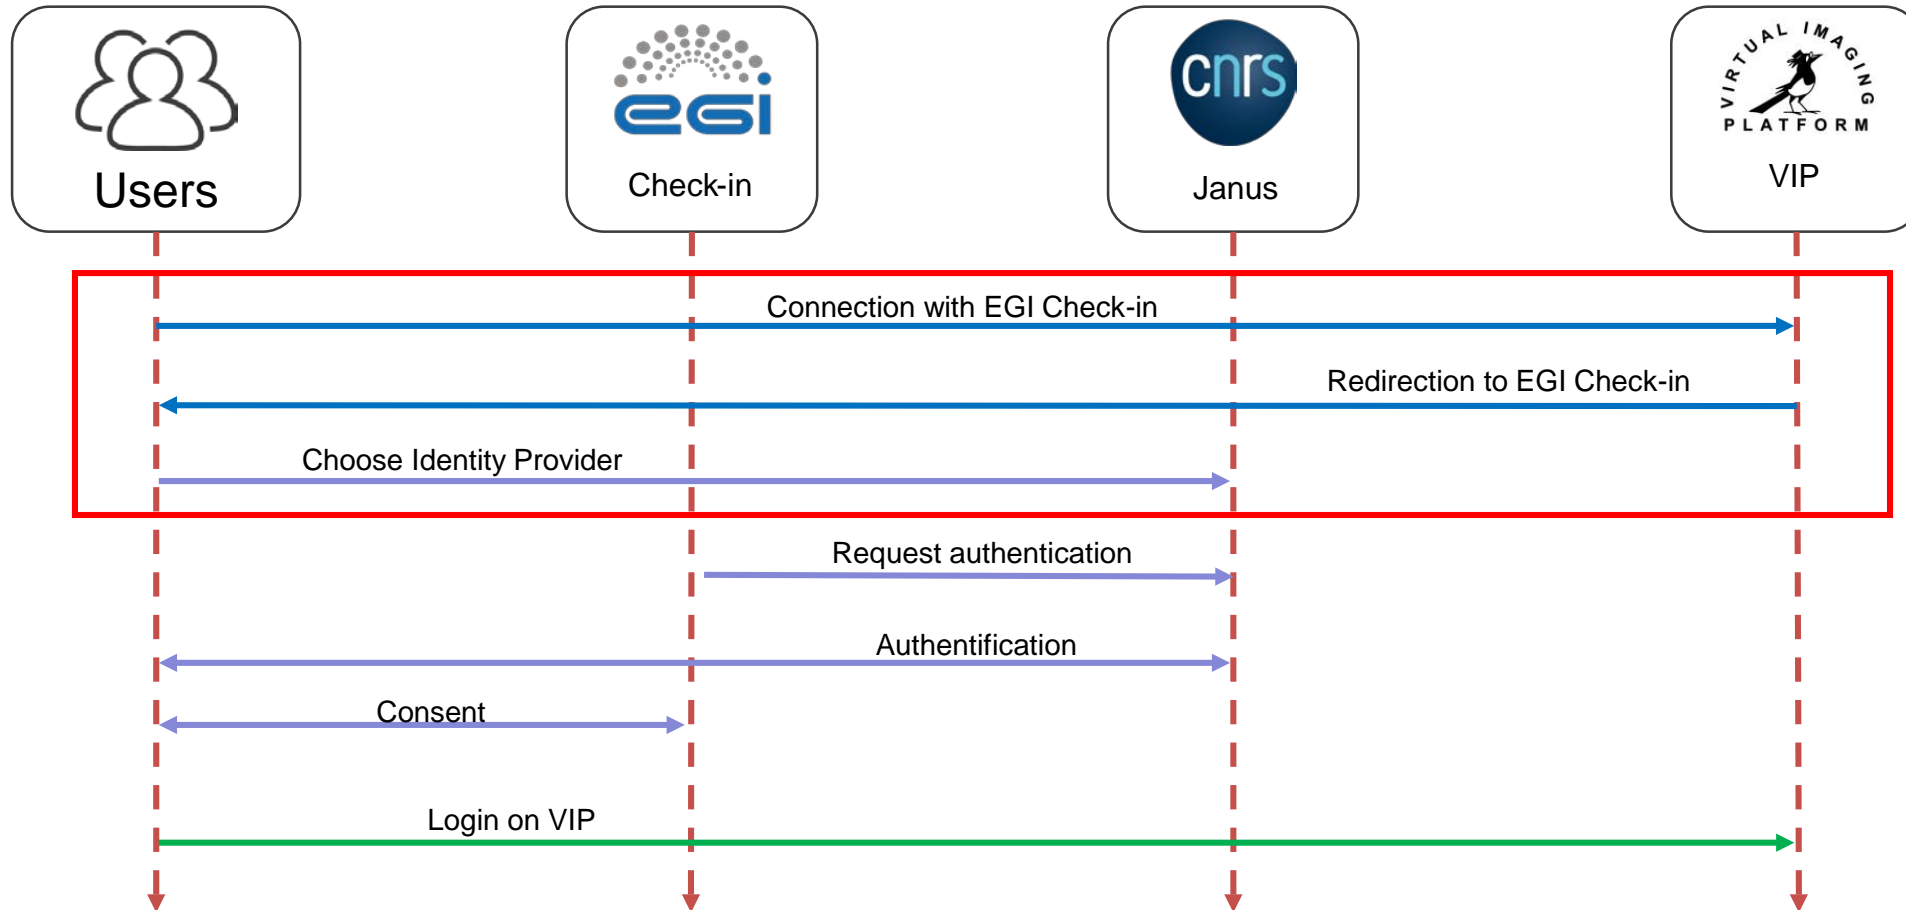 egi
cnrs
VIRTUAL IMAGING
PLATFORM
Users
Check-in
Janus
VIP
Connection with EGI Check-in
Redirection to EGI Check-in
Choose Identity Provider
Request authentication
Authentification
Consent
Login on VIP